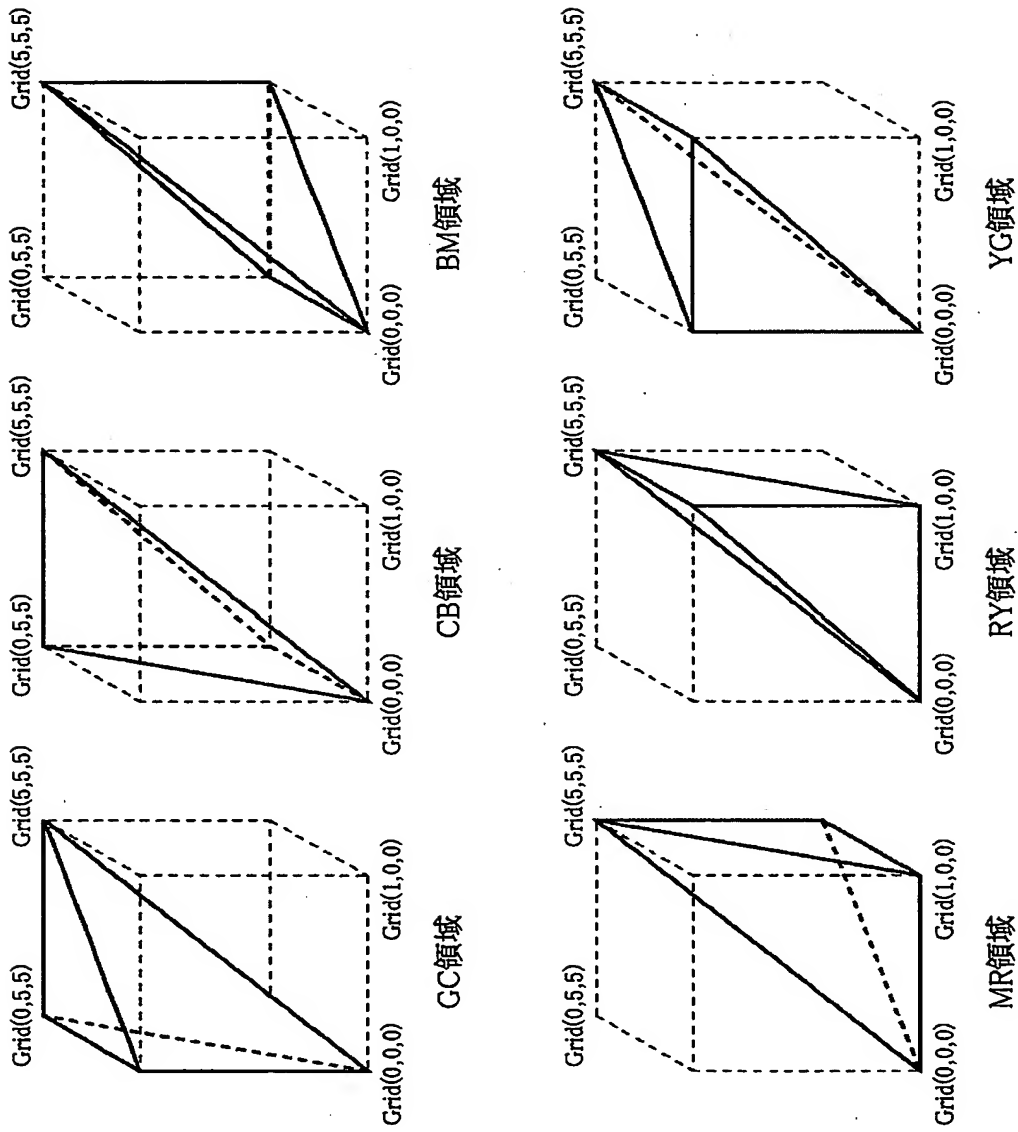 Grid(0,5,5)
Grid(5,5,5)
Grid(0,0,0)
Grid(1,0,0)
GC領域
Grid(0,5,5)
Grid(5,5,5)
Grid(0,0,0)
Grid(1,0,0)
CB領域
Grid(0,5,5)
Grid(5,5,5)
Grid(0,0,0)
Grid(1,0,0)
BM領域
Grid(0,5,5)
Grid(5,5,5)
Grid(0,0,0)
Grid(1,0,0)
MR領域
Grid(0,5,5)
Grid(5,5,5)
Grid(0,0,0)
Grid(1,0,0)
RY領域
Grid(0,5,5)
Grid(5,5,5)
Grid(0,0,0)
Grid(1,0,0)
YG領域